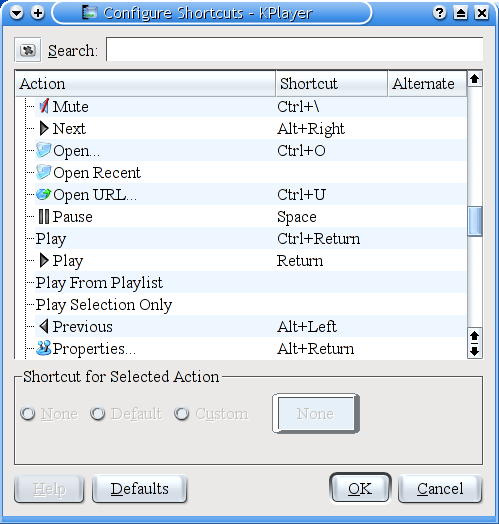 Configure Shortcuts - KPlayer
Search:
Action Shortcut Alternate
Mute Ctrl+\
Next Alt+Right
Open... Ctrl+O
Open Recent
Open URL... Ctrl+U
Pause Space
Play Ctrl+Return
Play Return
Play From Playlist
Play Selection Only
Previous Alt+Left
Properties... Alt+Return
Shortcut for Selected Action
None Default Custom None
Help Defaults OK Cancel